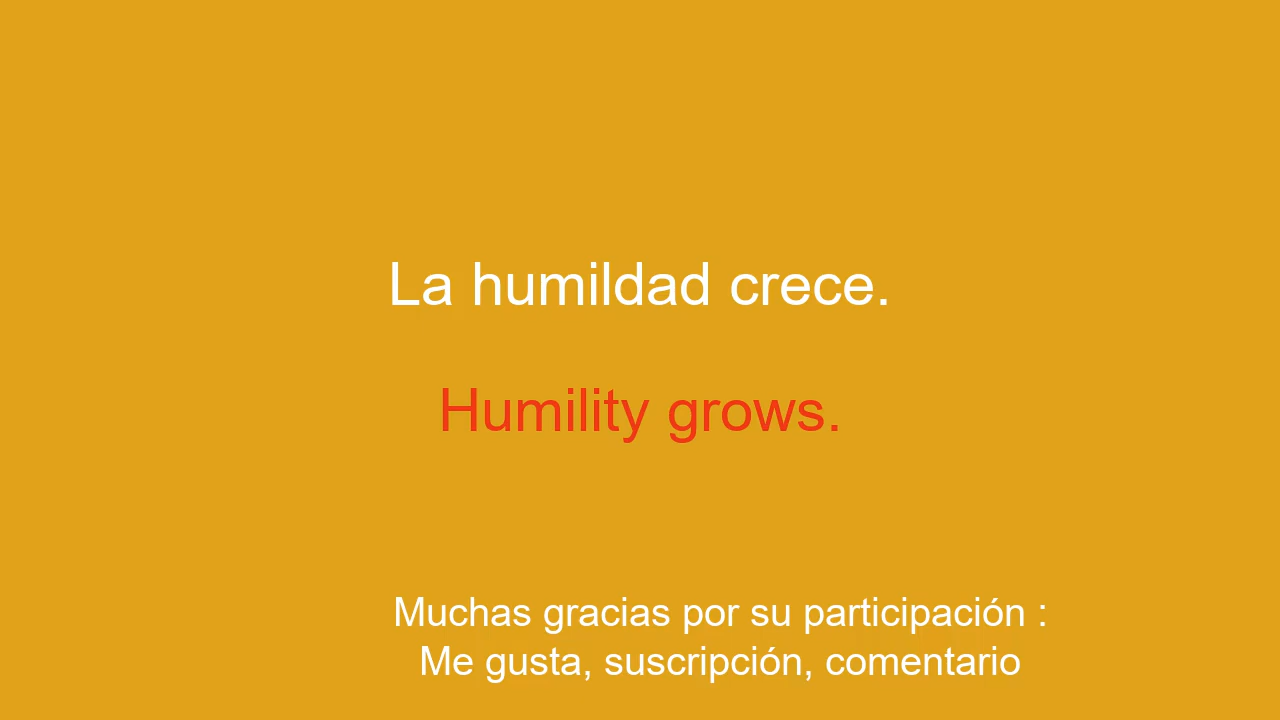 La humildad crece.
Humility grows.
Muchas gracias por su participación :
Me gusta, suscripción, comentario